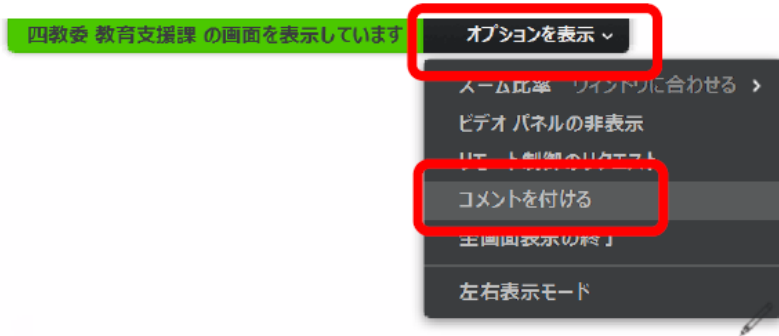 四教委 教育支援課 の画面を表示しています
オプションを表示
ズーム比率 ウィンドウに合わせる
ビデオ パネルの非表示
リモート制御のリクエスト
コメントを付ける
全画面表示の終了
左右表示モード